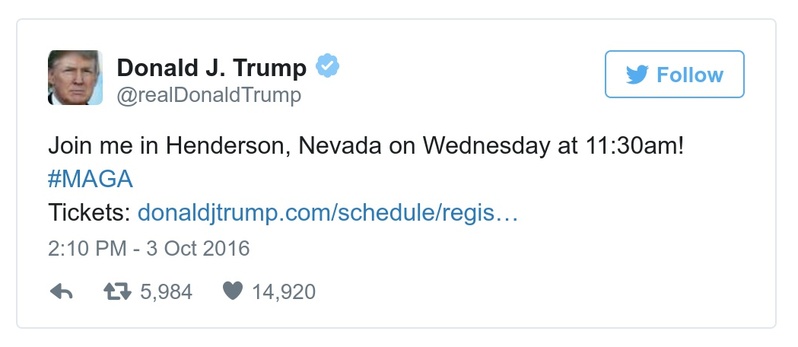 Donald J. Trump
@realDonaldTrump
Follow
Join me in Henderson, Nevada on Wednesday at 11:30am!
#MAGA
Tickets: donaldjtrump.com/schedule/regis…
2:10 PM - 3 Oct 2016
5,984 14,920